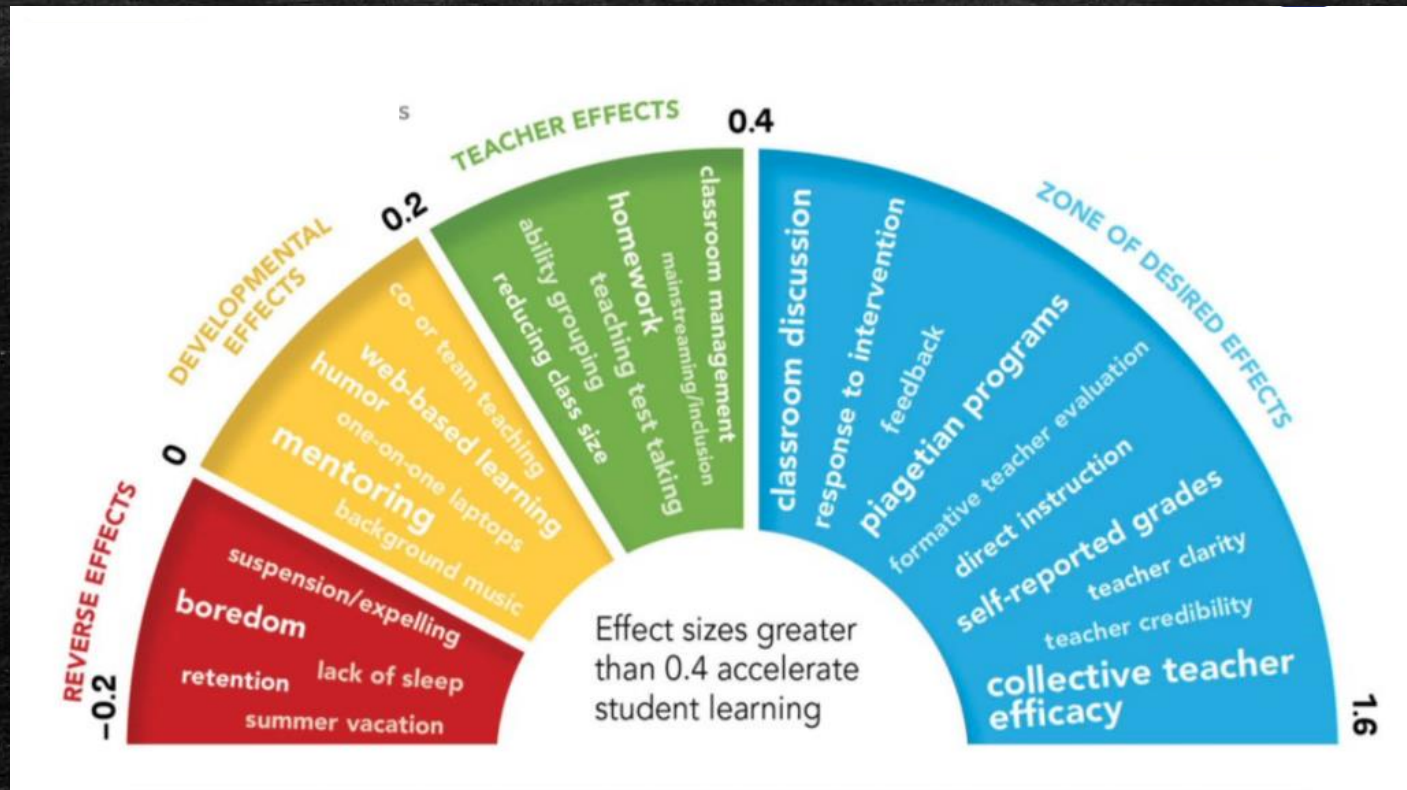 s
REVERSE EFFECTS
−0.2
0
suspension/expelling
boredom
retention
lack of sleep
summer vacation
DEVELOPMENTAL
EFFECTS
0.2
co- or team teaching
web-based learning
humor
one-on-one laptops
mentoring
background music
TEACHER EFFECTS
0.4
reducing class size
ability grouping
teaching test taking
homework
mainstreaming/inclusion
classroom management
ZONE OF DESIRED EFFECTS
1.6
classroom discussion
response to intervention
feedback
piagetian programs
formative teacher evaluation
direct instruction
self-reported grades
teacher clarity
teacher credibility
collective teacher
efficacy
Effect sizes greater
than 0.4 accelerate
student learning